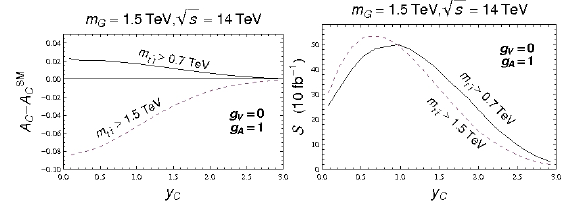 m_G = 1.5 TeV, √s = 14 TeV
0.04
0.02
0.00
−0.02
−0.04
−0.06
−0.08
−0.10
A_C − A_C^SM
m_tt̄ > 0.7 TeV
m_tt̄ > 1.5 TeV
g_V = 0
g_A = 1
0.0 0.5 1.0 1.5 2.0 2.5 3.0
y_C
m_G = 1.5 TeV, √s = 14 TeV
50
40
30
20
10
0
S (10 fb⁻¹)
g_V = 0
g_A = 1
m_tt̄ > 0.7 TeV
m_tt̄ > 1.5 TeV
0.0 0.5 1.0 1.5 2.0 2.5 3.0
y_C